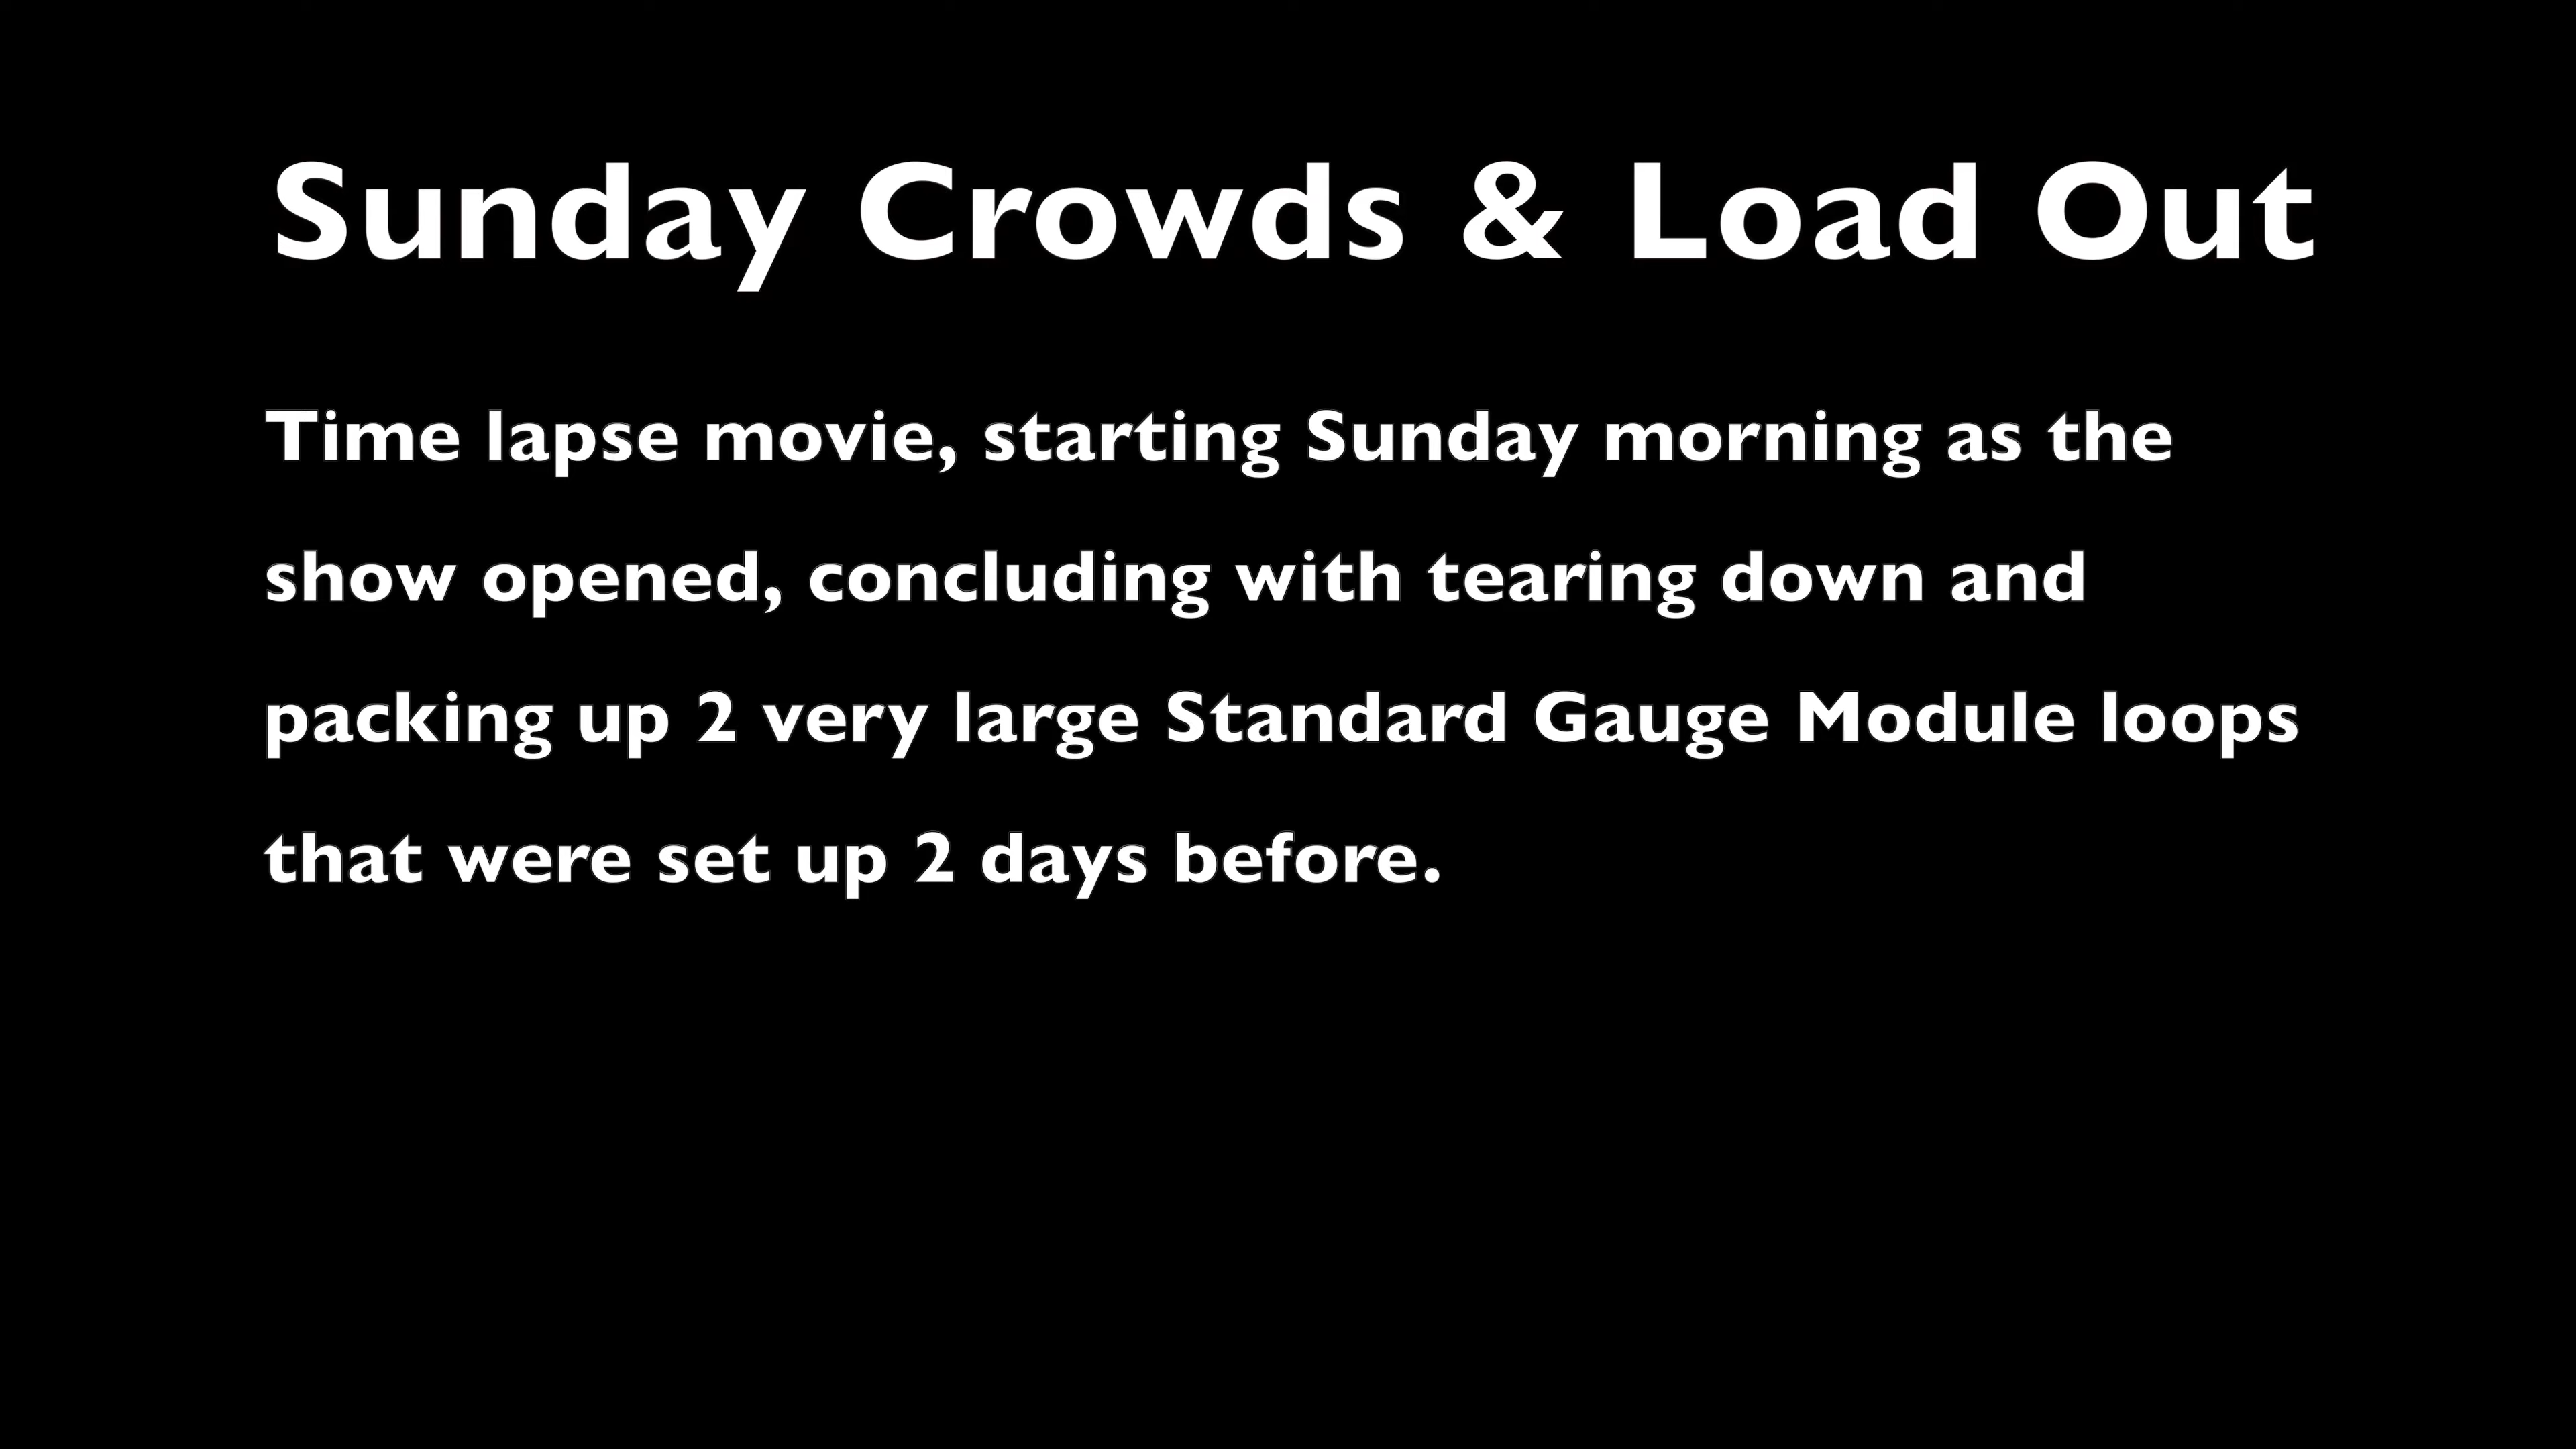 Sunday Crowds & Load Out
Time lapse movie, starting Sunday morning as the
show opened, concluding with tearing down and
packing up 2 very large Standard Gauge Module loops
that were set up 2 days before.